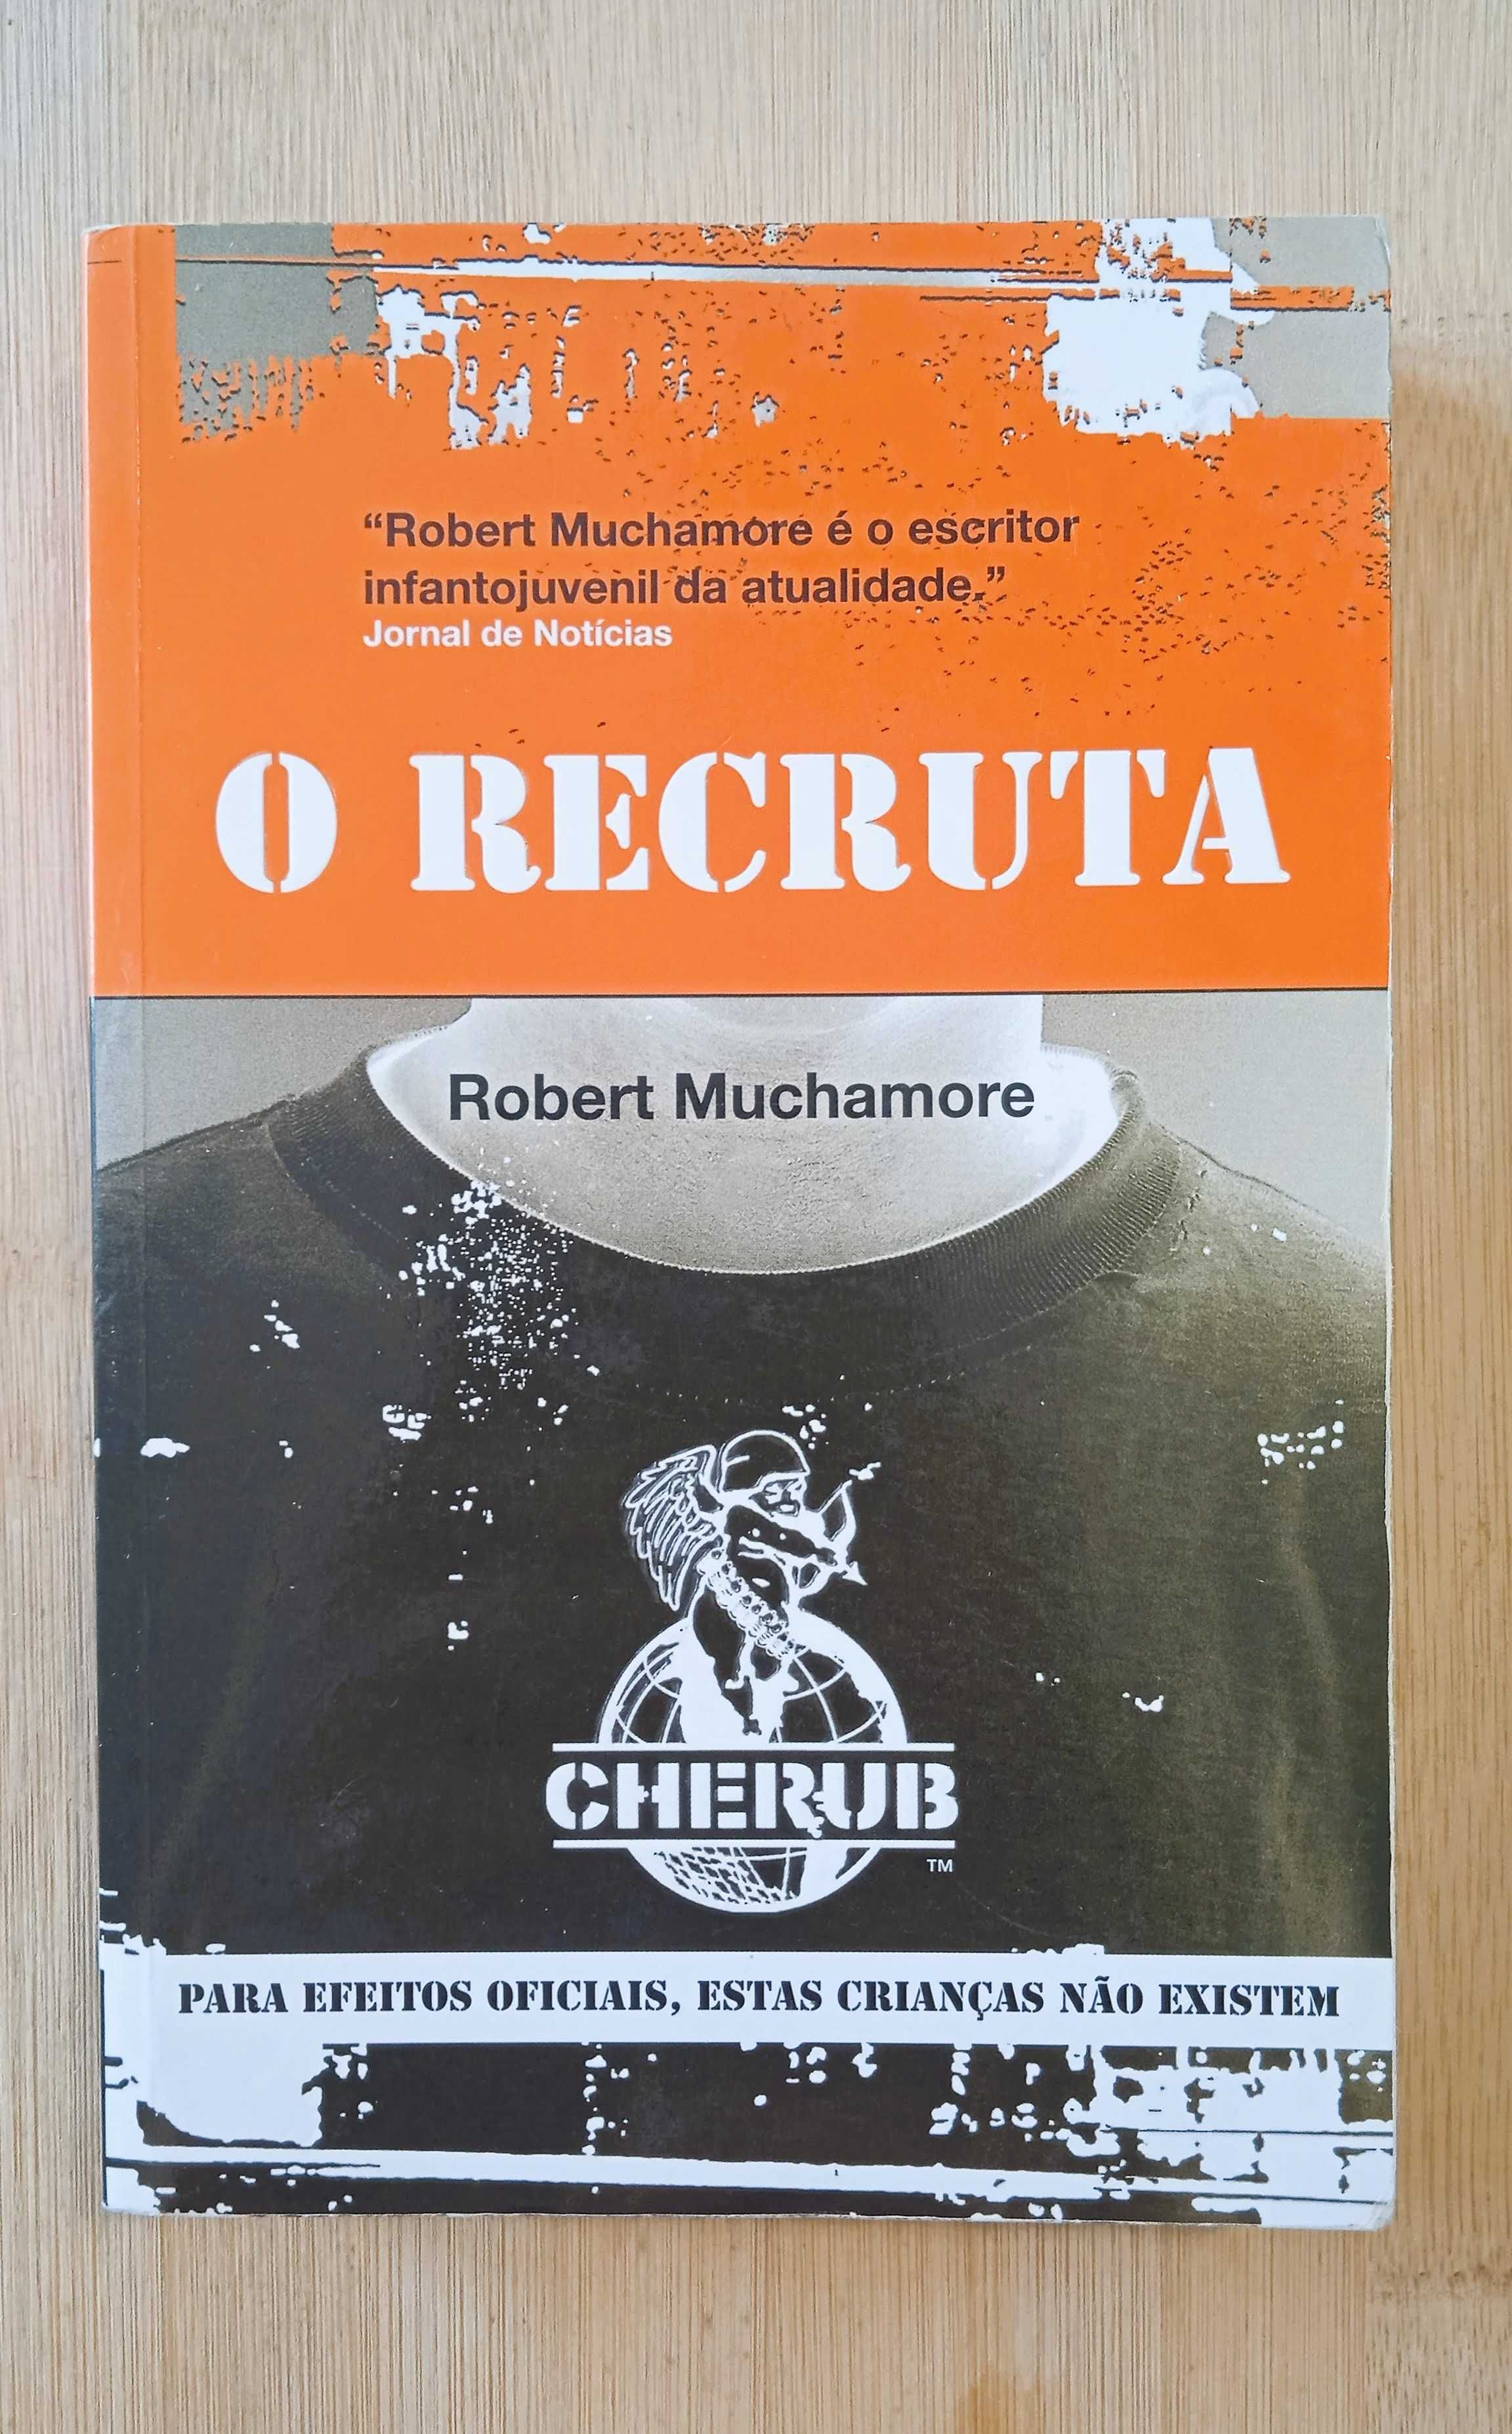 “Robert Muchamore é o escritor
infantojuvenil da atualidade.”
Jornal de Notícias
O RECRUTA
Robert Muchamore
CHERUB
TM
PARA EFEITOS OFICIAIS, ESTAS CRIANÇAS NÃO EXISTEM